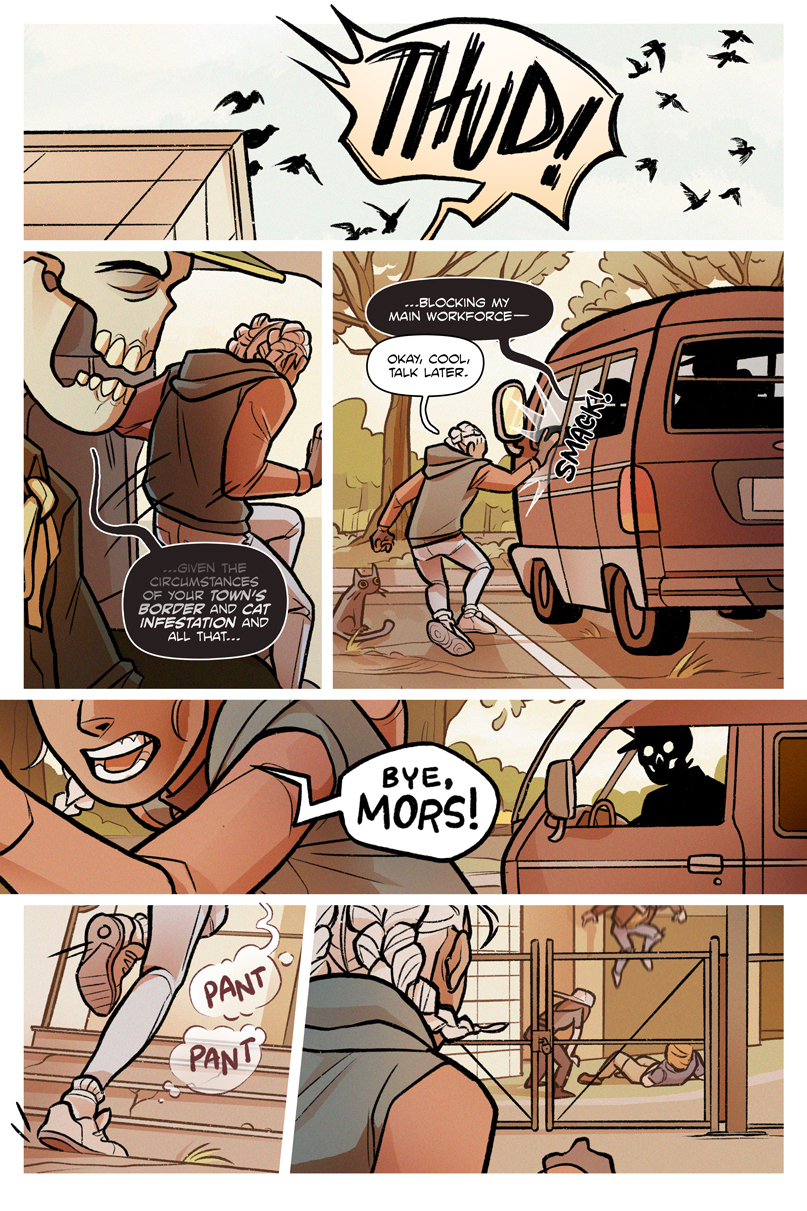 THUD!
...GIVEN THE
CIRCUMSTANCES
OF YOUR TOWN'S
BORDER AND CAT
INFESTATION AND
ALL THAT...
...BLOCKING MY
MAIN WORKFORCE—
OKAY, COOL,
TALK LATER.
SMACK!
BYE,
MORS!
PANT
PANT